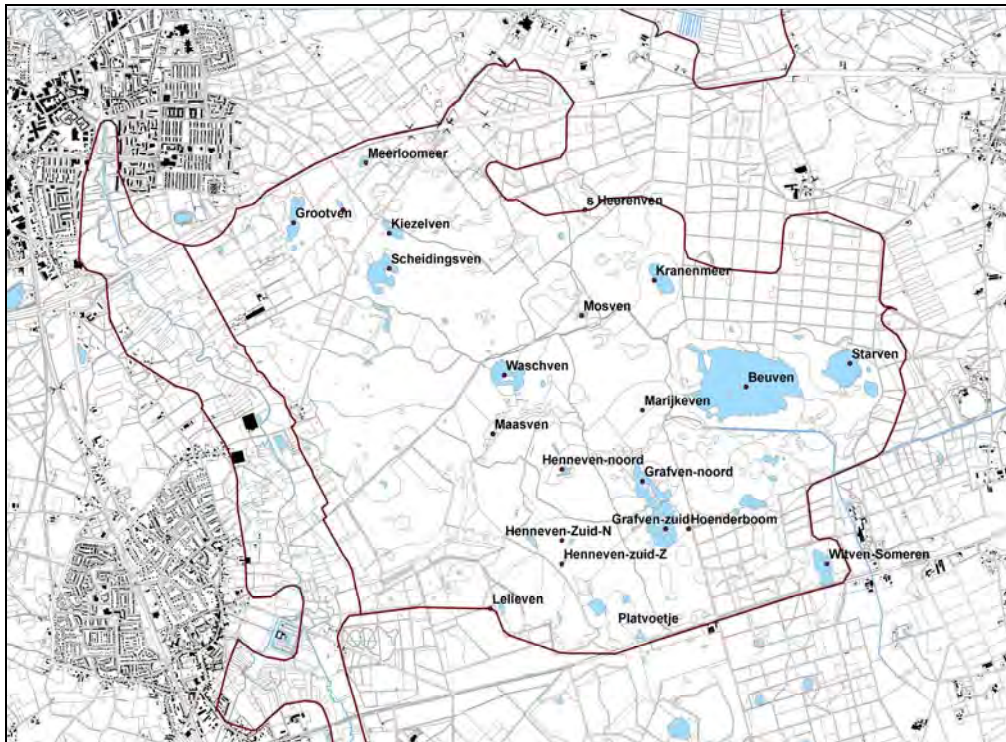 Meerloomeer
s Heerenven
Grootven
Kiezelven
Scheidingsven
Kranenmeer
Mosven
Waschven
Starven
Beuven
Marijkeven
Maasven
Henneven-noord
Grafven-noord
Grafven-zuid
Hoenderboom
Henneven-Zuid-N
Henneven-zuid-Z
Witven-Someren
Lelieven
Platvoetje